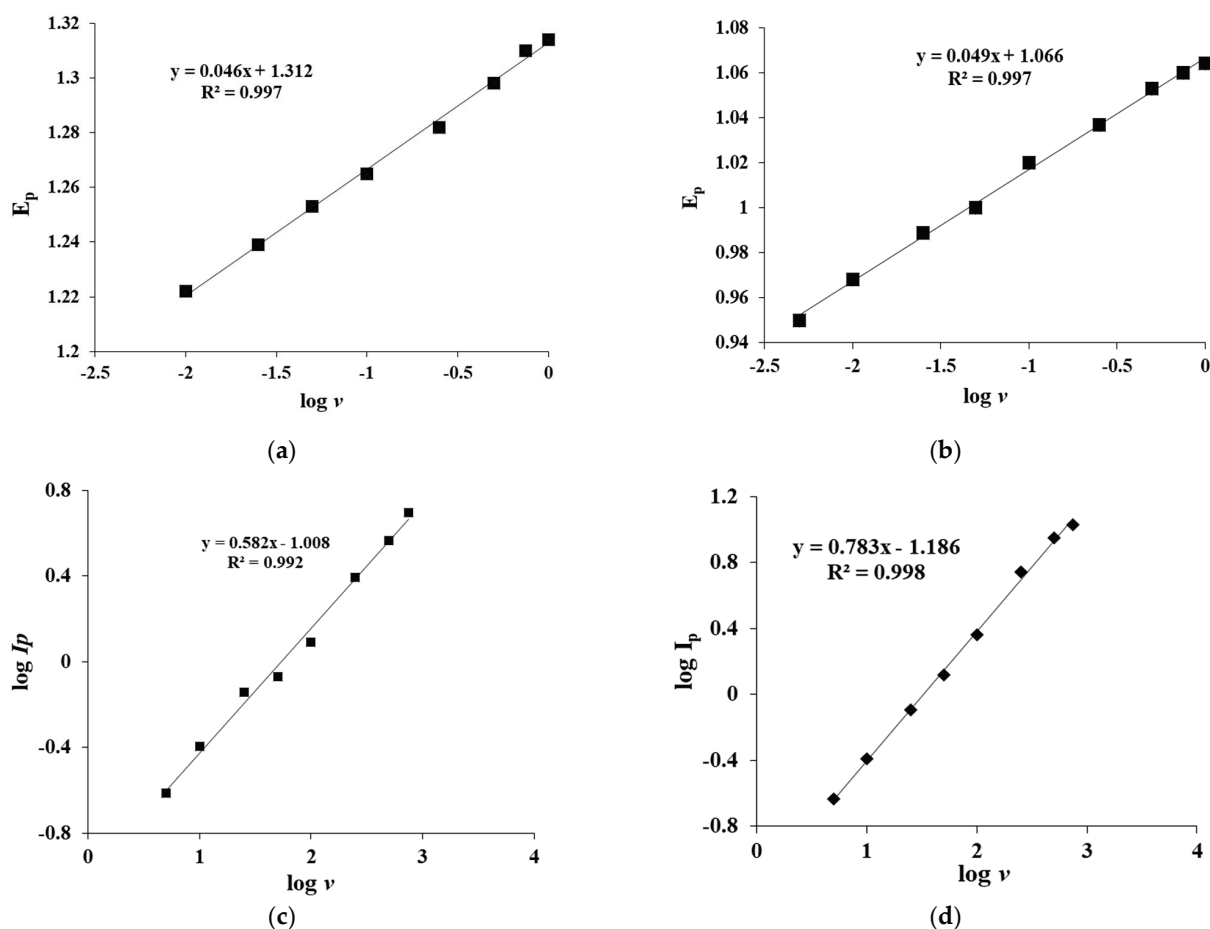 1.32
1.3
1.28
1.26
1.24
1.22
1.2
E_p
y = 0.046x + 1.312
R² = 0.997
-2.5 -2 -1.5 -1 -0.5 0
log v
(a)
1.08
1.06
1.04
1.02
1
0.98
0.96
0.94
E_p
y = 0.049x + 1.066
R² = 0.997
-2.5 -2 -1.5 -1 -0.5 0
log v
(b)
0.8
0.4
0
-0.4
-0.8
log Ip
y = 0.582x - 1.008
R² = 0.992
0 1 2 3 4
log v
(c)
1.2
0.8
0.4
0
-0.4
-0.8
log I_p
y = 0.783x - 1.186
R² = 0.998
0 1 2 3 4
log v
(d)